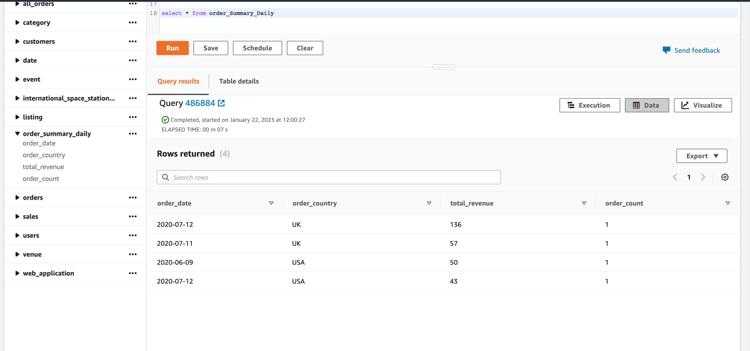 all_orders
category
customers
date
event
international_space_station...
listing
order_summary_daily
order_date
order_country
total_revenue
order_count
orders
sales
users
venue
web_application
17
18 select * from order_Summary_Daily
Run Save Schedule Clear
Send feedback
Query results Table details
Query 486884
Execution Data Visualize
Completed, started on January 22, 2023 at 12:00:27
ELAPSED TIME: 00 m 07 s
Rows returned (4)
Export
Search rows
1
order_date order_country total_revenue order_count
2020-07-12 UK 136 1
2020-07-11 UK 57 1
2020-06-09 USA 50 1
2020-07-12 USA 43 1